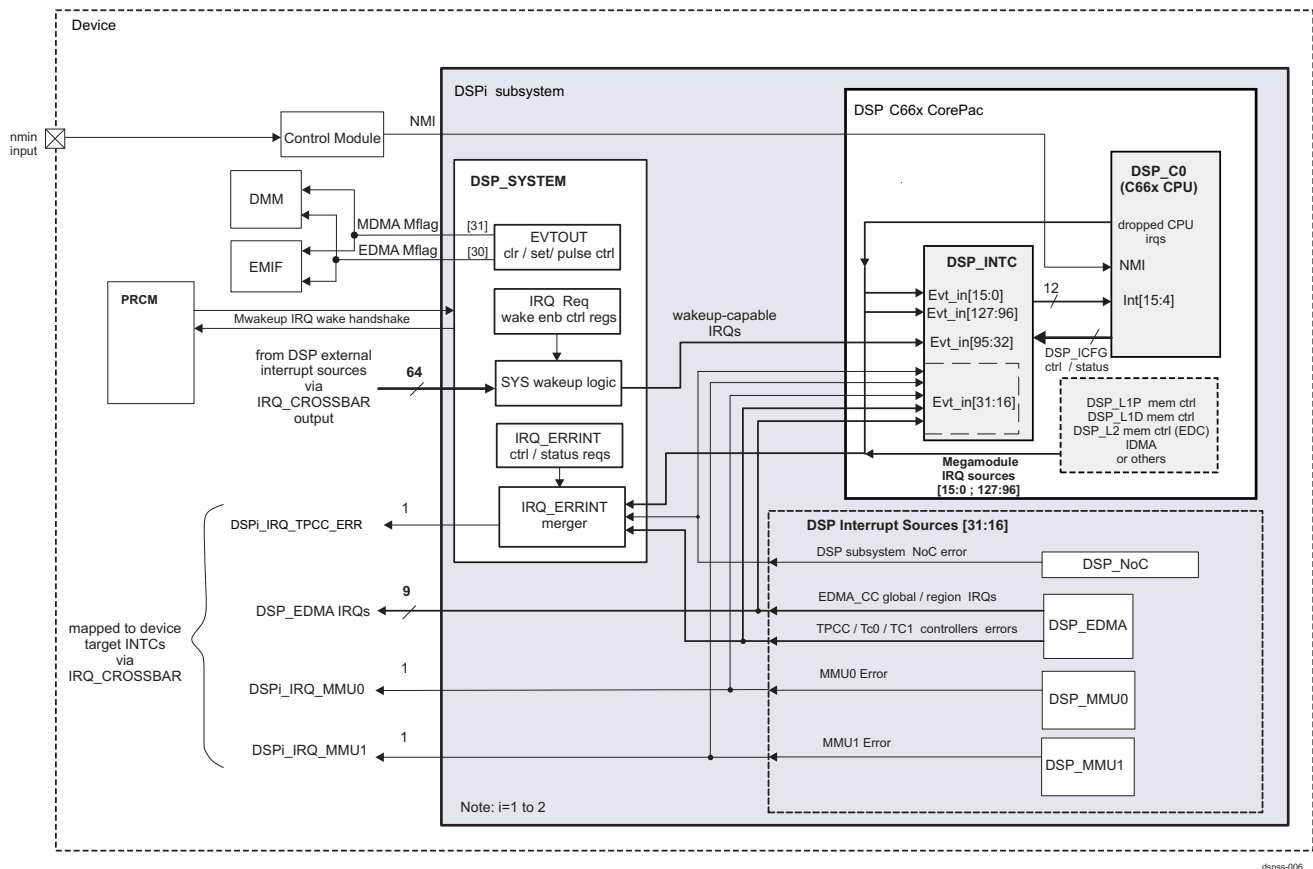 Device
DSPi subsystem
DSP C66x CorePac
nmin
input
Control Module
NMI
DSP_SYSTEM
DSP_C0
(C66x CPU)
dropped CPU
irqs
NMI
Int[15:4]
DMM
EMIF
MDMA Mflag
[31]
EDMA Mflag
[30]
EVTOUT
clr / set/ pulse ctrl
DSP_INTC
12
Evt_in[15:0]
Evt_in[127:96]
Evt_in[95:32]
Evt_in[31:16]
DSP_ICFG
ctrl / status
PRCM
Mwakeup IRQ wake handshake
IRQ Req
wake enb ctrl regs
wakeup-capable
IRQs
from DSP external
interrupt sources
via
IRQ_CROSSBAR
output
64
SYS wakeup logic
DSP_L1P mem ctrl
DSP_L1D mem ctrl
DSP_L2 mem ctrl (EDC)
IDMA
or others
IRQ_ERRINT
ctrl / status reqs
Megamodule
IRQ sources
[15:0 ; 127:96]
IRQ_ERRINT
merger
DSPi_IRQ_TPCC_ERR
1
DSP Interrupt Sources [31:16]
DSP subsystem NoC error
DSP_NoC
DSP_EDMA IRQs
9
EDMA_CC global / region IRQs
TPCC / Tc0 / TC1 controllers errors
DSP_EDMA
mapped to device
target INTCs
via
IRQ_CROSSBAR
DSPi_IRQ_MMU0
1
MMU0 Error
DSP_MMU0
DSPi_IRQ_MMU1
1
MMU1 Error
DSP_MMU1
Note: i=1 to 2
dspss-006